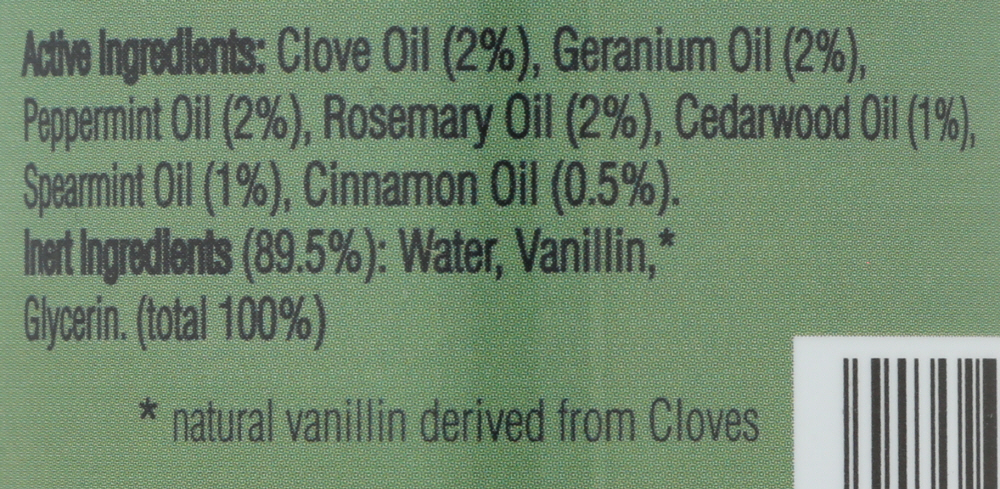 Active Ingredients: Clove Oil (2%), Geranium Oil (2%),
Peppermint Oil (2%), Rosemary Oil (2%), Cedarwood Oil (1%),
Spearmint Oil (1%), Cinnamon Oil (0.5%).
Inert Ingredients (89.5%): Water, Vanillin,*
Glycerin. (total 100%)
* natural vanillin derived from Cloves